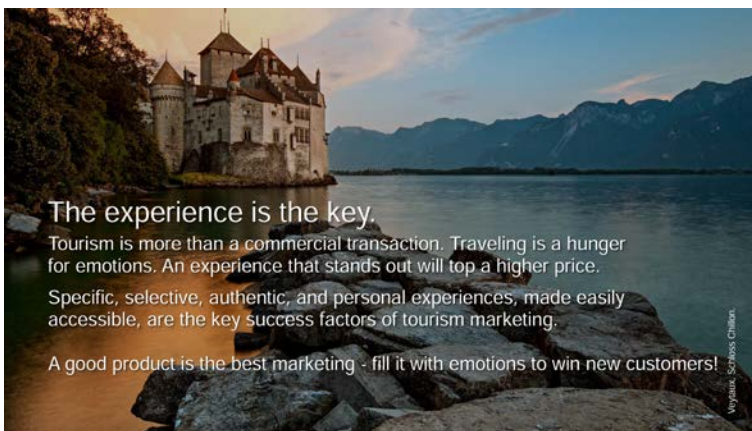 The experience is the key.
Tourism is more than a commercial transaction. Traveling is a hunger
for emotions. An experience that stands out will top a higher price.
Specific, selective, authentic, and personal experiences, made easily
accessible, are the key success factors of tourism marketing.
A good product is the best marketing - fill it with emotions to win new customers!
Veytaux, Schloss Chillon.